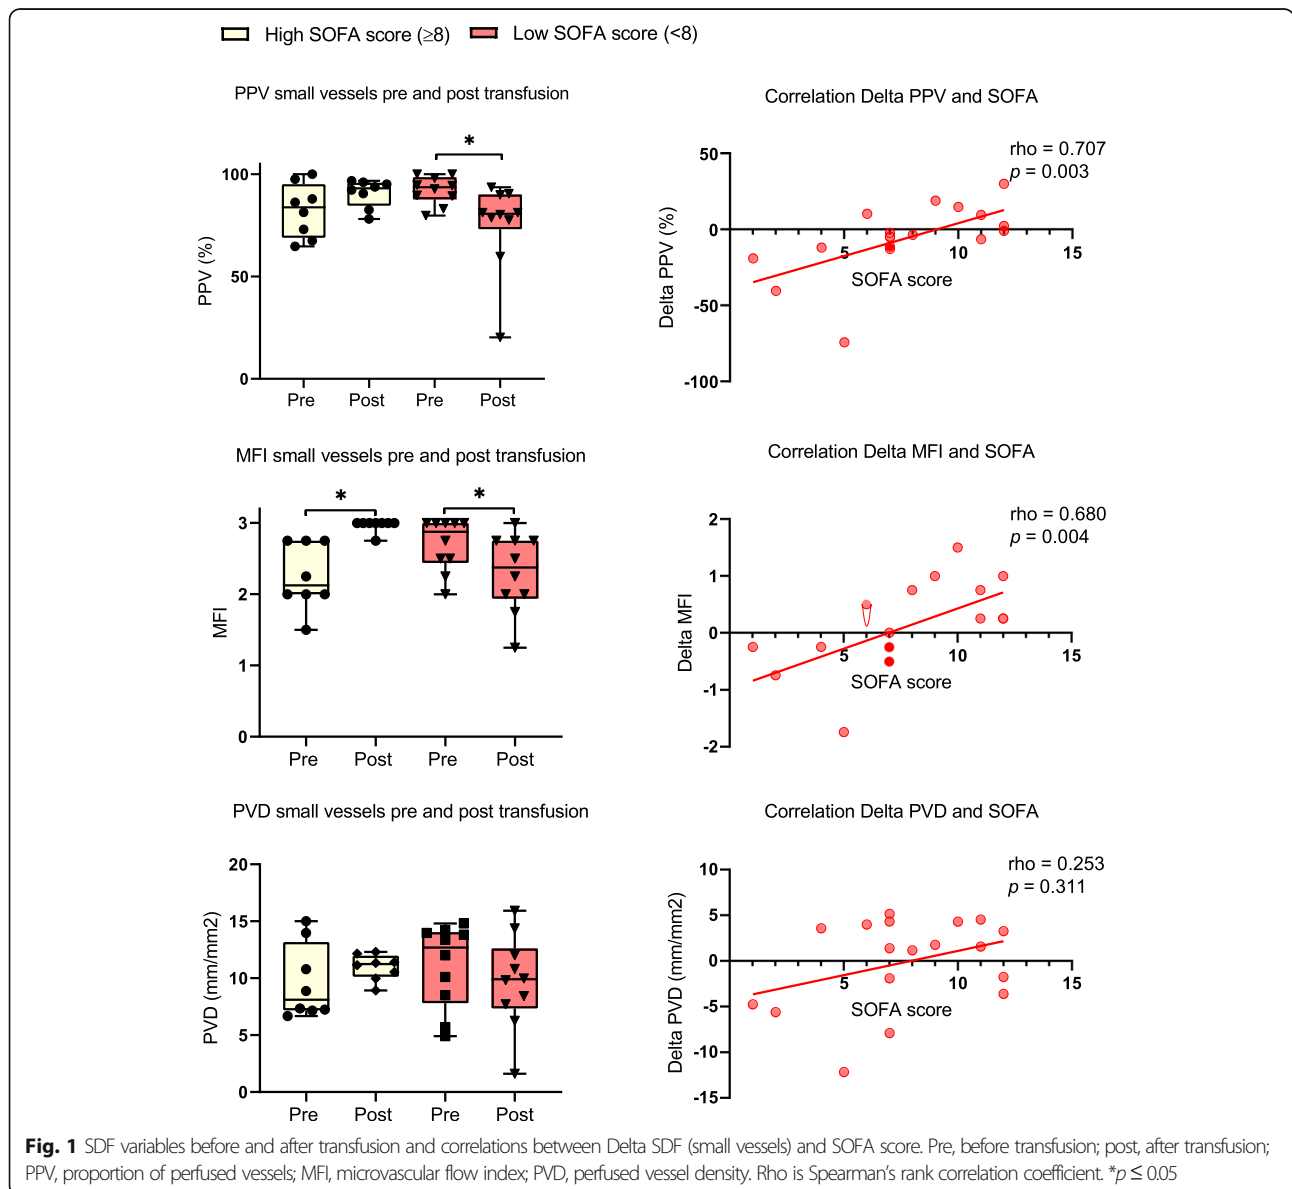 High SOFA score (≥8) Low SOFA score (<8)
PPV small vessels pre and post transfusion
*
PPV (%)
100
50
0
Pre Post Pre Post
Correlation Delta PPV and SOFA
rho = 0.707
p = 0.003
Delta PPV (%)
50
0
-50
-100
5 10 15
SOFA score
MFI small vessels pre and post transfusion
* *
MFI
3
2
1
0
Pre Post Pre Post
Correlation Delta MFI and SOFA
rho = 0.680
p = 0.004
Delta MFI
2
1
0
-1
-2
5 10 15
SOFA score
PVD small vessels pre and post transfusion
PVD (mm/mm2)
20
15
10
5
0
Pre Post Pre Post
Correlation Delta PVD and SOFA
rho = 0.253
p = 0.311
Delta PVD (mm/mm2)
10
5
0
-5
-10
-15
5 10 15
SOFA score
Fig. 1 SDF variables before and after transfusion and correlations between Delta SDF (small vessels) and SOFA score. Pre, before transfusion; post, after transfusion;
PPV, proportion of perfused vessels; MFI, microvascular flow index; PVD, perfused vessel density. Rho is Spearman's rank correlation coefficient. *p ≤ 0.05